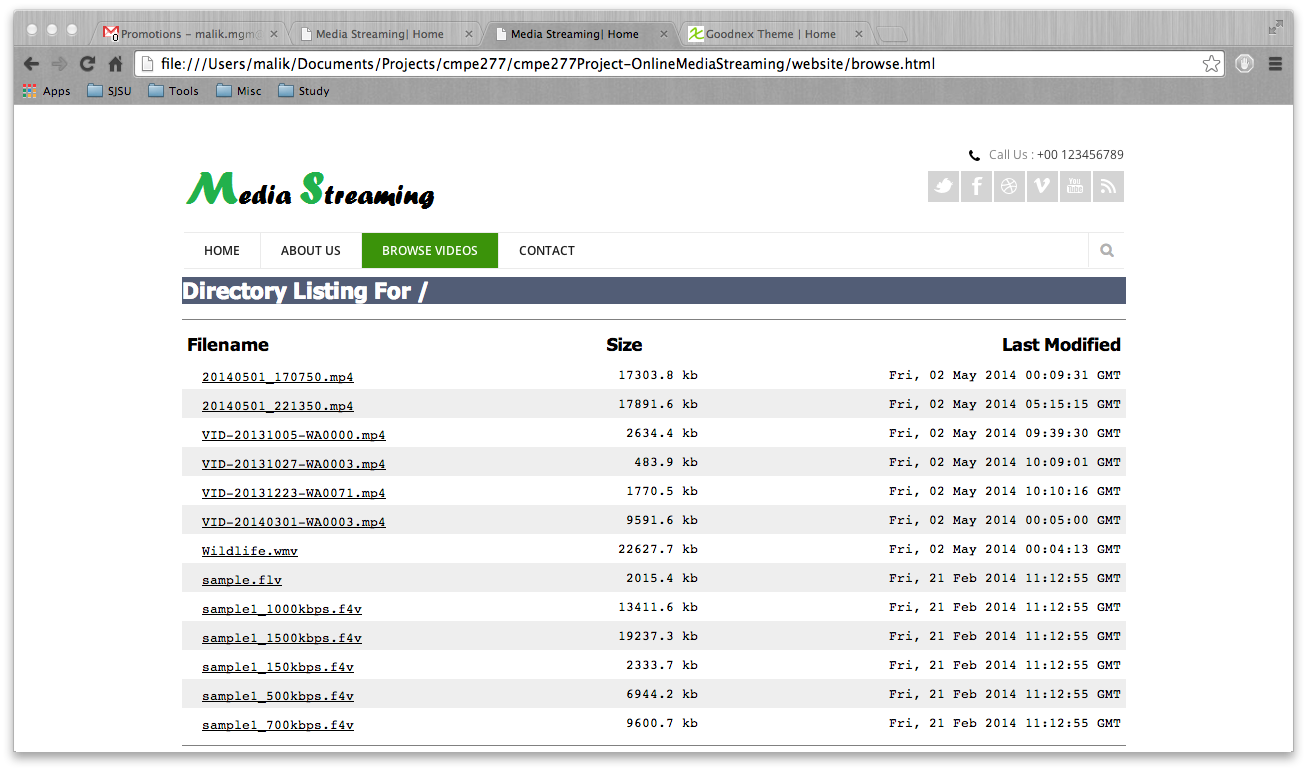 Promotions – malik.mgm@
Media Streaming| Home
Media Streaming| Home
Goodnex Theme | Home
0
file:///Users/malik/Documents/Projects/cmpe277/cmpe277Project-OnlineMediaStreaming/website/browse.html
Apps SJSU Tools Misc Study
Call Us : +00 123456789
Media Streaming
You Tube
HOME ABOUT US BROWSE VIDEOS CONTACT
Directory Listing For /
Filename Size Last Modified
20140501_170750.mp4 17303.8 kb Fri, 02 May 2014 00:09:31 GMT
20140501_221350.mp4 17891.6 kb Fri, 02 May 2014 05:15:15 GMT
VID-20131005-WA0000.mp4 2634.4 kb Fri, 02 May 2014 09:39:30 GMT
VID-20131027-WA0003.mp4 483.9 kb Fri, 02 May 2014 10:09:01 GMT
VID-20131223-WA0071.mp4 1770.5 kb Fri, 02 May 2014 10:10:16 GMT
VID-20140301-WA0003.mp4 9591.6 kb Fri, 02 May 2014 00:05:00 GMT
Wildlife.wmv 22627.7 kb Fri, 02 May 2014 00:04:13 GMT
sample.flv 2015.4 kb Fri, 21 Feb 2014 11:12:55 GMT
sample1_1000kbps.f4v 13411.6 kb Fri, 21 Feb 2014 11:12:55 GMT
sample1_1500kbps.f4v 19237.3 kb Fri, 21 Feb 2014 11:12:55 GMT
sample1_150kbps.f4v 2333.7 kb Fri, 21 Feb 2014 11:12:55 GMT
sample1_500kbps.f4v 6944.2 kb Fri, 21 Feb 2014 11:12:55 GMT
sample1_700kbps.f4v 9600.7 kb Fri, 21 Feb 2014 11:12:55 GMT